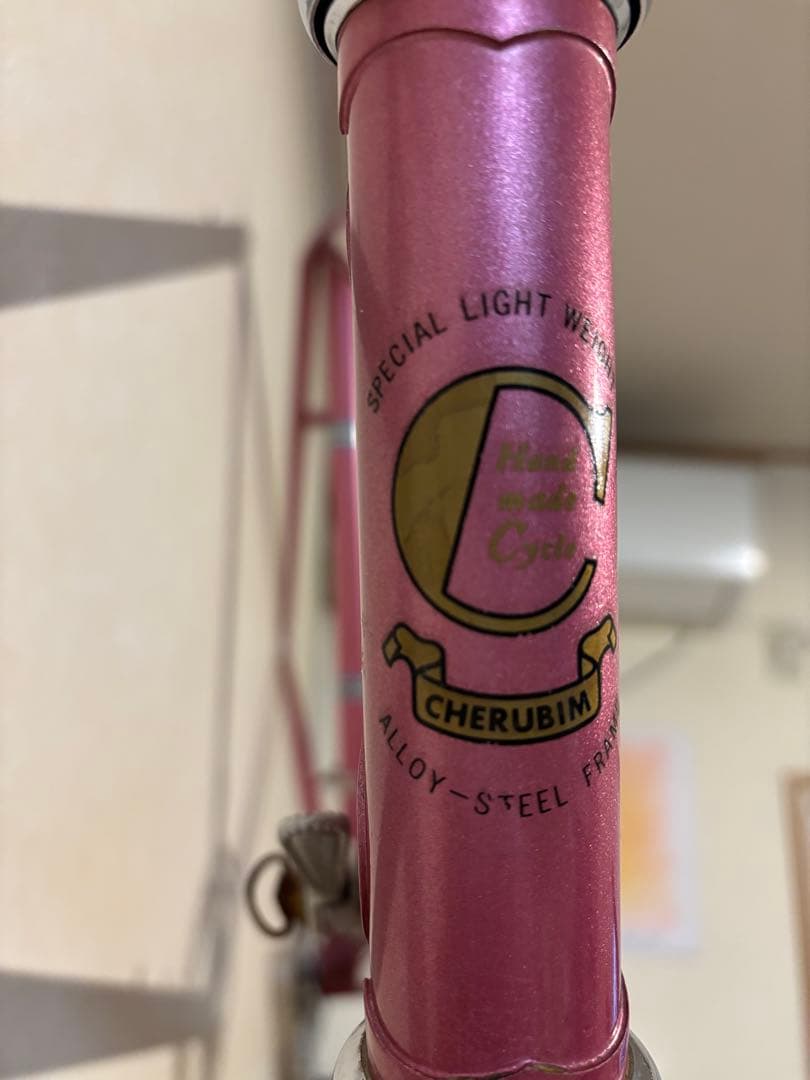 SPECIAL LIGHT WEIGHT
Hand
made
Cycle
CHERUBIM
ALLOY-STEEL FRAME